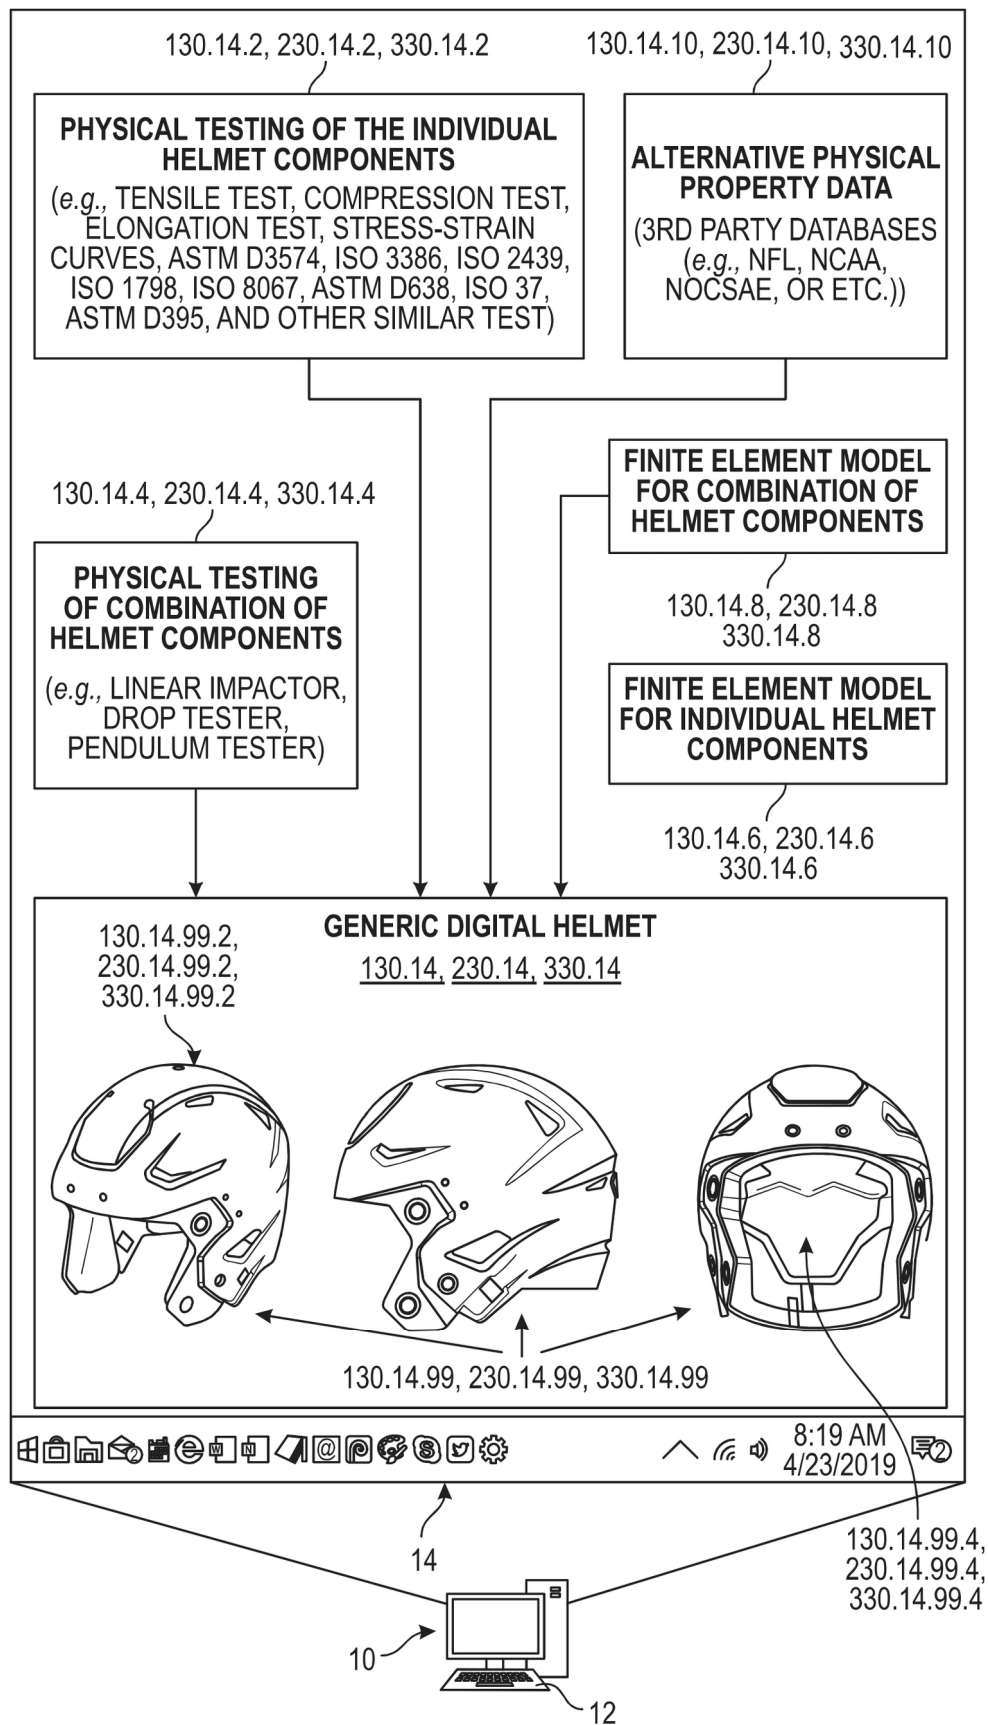 130.14.2, 230.14.2, 330.14.2
130.14.10, 230.14.10, 330.14.10
PHYSICAL TESTING OF THE INDIVIDUAL
HELMET COMPONENTS
(e.g., TENSILE TEST, COMPRESSION TEST,
ELONGATION TEST, STRESS-STRAIN
CURVES, ASTM D3574, ISO 3386, ISO 2439,
ISO 1798, ISO 8067, ASTM D638, ISO 37,
ASTM D395, AND OTHER SIMILAR TEST)
ALTERNATIVE PHYSICAL
PROPERTY DATA
(3RD PARTY DATABASES
(e.g., NFL, NCAA,
NOCSAE, OR ETC.))
FINITE ELEMENT MODEL
FOR COMBINATION OF
HELMET COMPONENTS
130.14.8, 230.14.8
330.14.8
130.14.4, 230.14.4, 330.14.4
PHYSICAL TESTING
OF COMBINATION OF
HELMET COMPONENTS
(e.g., LINEAR IMPACTOR,
DROP TESTER,
PENDULUM TESTER)
FINITE ELEMENT MODEL
FOR INDIVIDUAL HELMET
COMPONENTS
130.14.6, 230.14.6
330.14.6
GENERIC DIGITAL HELMET
130.14, 230.14, 330.14
130.14.99.2,
230.14.99.2,
330.14.99.2
130.14.99, 230.14.99, 330.14.99
2
W
N
@
8:19 AM
4/23/2019
2
14
130.14.99.4,
230.14.99.4,
330.14.99.4
10
12